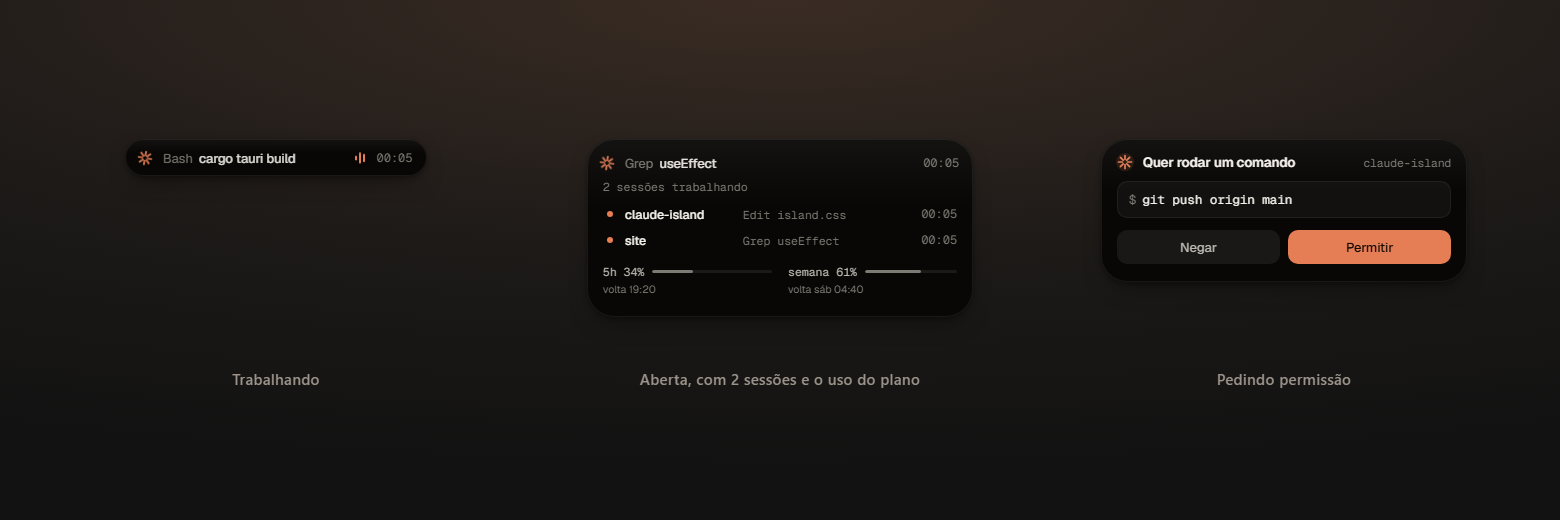 Bash cargo tauri build 00:05
Trabalhando
Grep useEffect 00:05
2 sessões trabalhando
claude-island Edit island.css 00:05
site Grep useEffect 00:05
5h 34% semana 61%
volta 19:20 volta sáb 04:40
Aberta, com 2 sessões e o uso do plano
Quer rodar um comando claude-island
$ git push origin main
Negar Permitir
Pedindo permissão